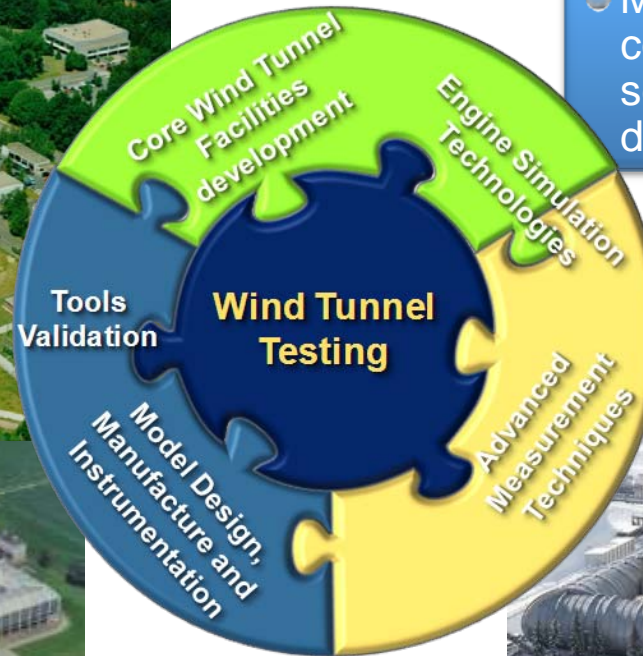 Core Wind Tunnel
Facilities
development
Engine Simulation
Technologies
Tools
Validation
Wind Tunnel
Testing
Advanced
Measurement
Techniques
Model Design,
Manufacture and
Instrumentation